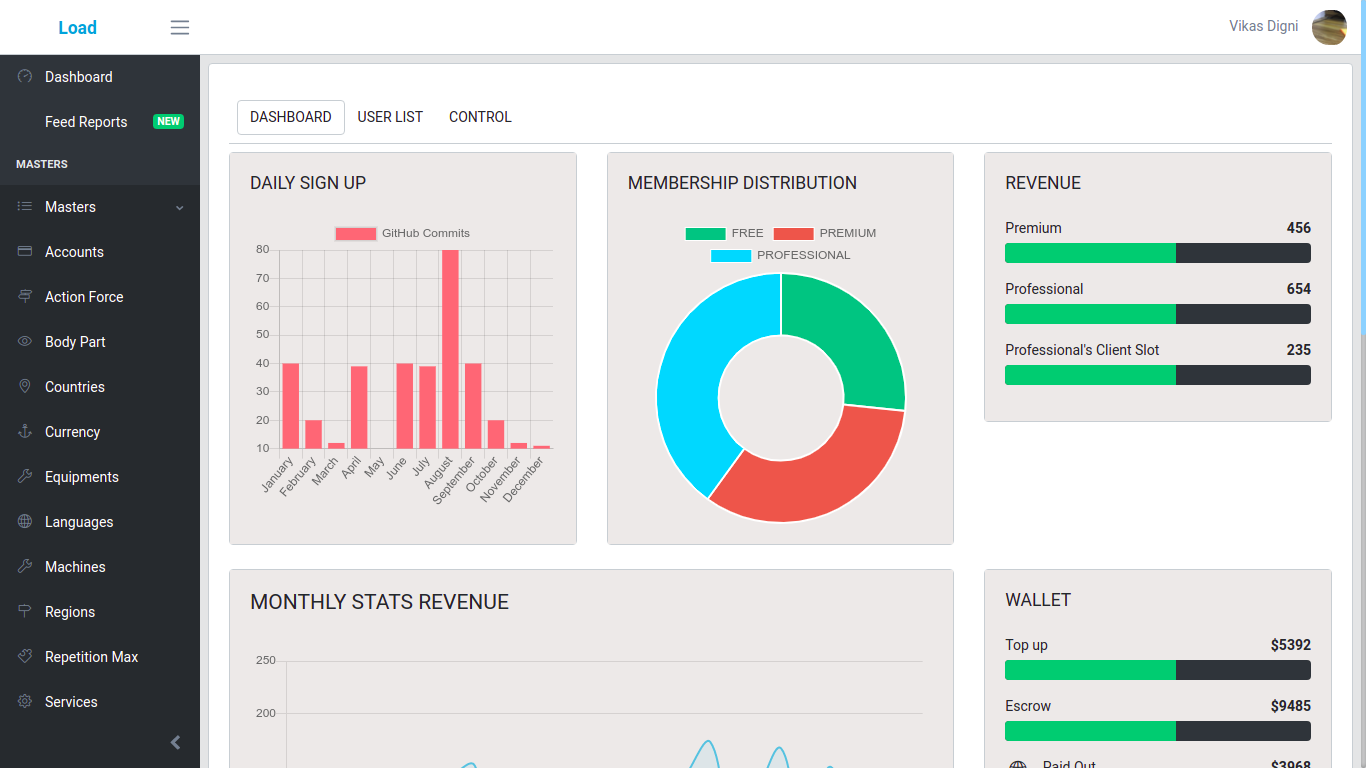 Load
Vikas Digni
Dashboard
Feed Reports NEW
MASTERS
Masters
Accounts
Action Force
Body Part
Countries
Currency
Equipments
Languages
Machines
Regions
Repetition Max
Services
DASHBOARD USER LIST CONTROL
DAILY SIGN UP
GitHub Commits
80
70
60
50
40
30
20
10
January February March April May June July August September October November December
MEMBERSHIP DISTRIBUTION
FREE PREMIUM
PROFESSIONAL
REVENUE
Premium 456
Professional 654
Professional's Client Slot 235
MONTHLY STATS REVENUE
250
200
WALLET
Top up $5392
Escrow $9485
Paid Out $3968